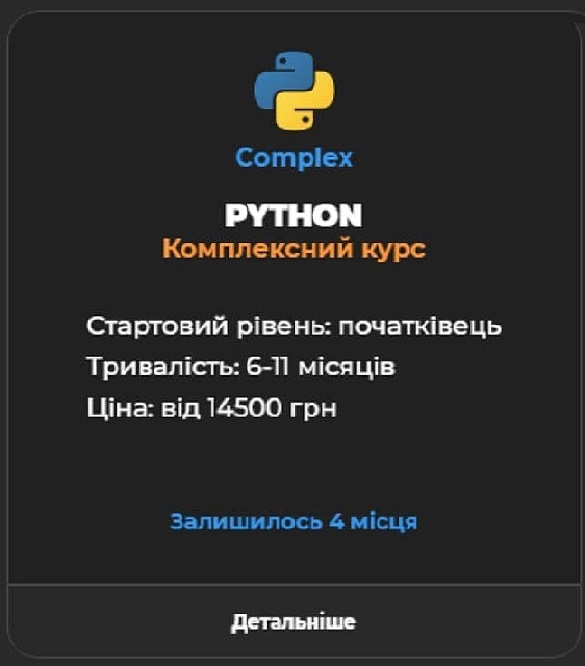 Complex
PYTHON
Комплексний курс
Стартовий рівень: початківець
Тривалість: 6-11 місяців
Ціна: від 14500 грн
Залишилось 4 місця
Детальніше